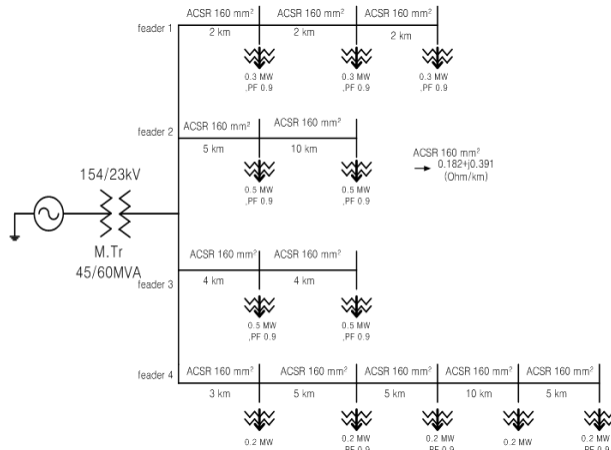 ACSR 160 mm² ACSR 160 mm² ACSR 160 mm²
feader 1
2 km 2 km 2 km
0.3 MW 0.3 MW 0.3 MW
,PF 0.9 ,PF 0.9 ,PF 0.9
feader 2
ACSR 160 mm² ACSR 160 mm²
5 km 10 km
ACSR 160 mm²
0.182+j0.391
(Ohm/km)
0.5 MW 0.5 MW
,PF 0.9 ,PF 0.9
154/23kV
M.Tr
45/60MVA
ACSR 160 mm² ACSR 160 mm²
feader 3
4 km 4 km
0.5 MW 0.5 MW
,PF 0.9 ,PF 0.9
ACSR 160 mm² ACSR 160 mm² ACSR 160 mm² ACSR 160 mm² ACSR 160 mm²
feader 4
3 km 5 km 5 km 10 km 5 km
0.2 MW 0.2 MW 0.2 MW 0.2 MW 0.2 MW
PF 0.9 PF 0.9 PF 0.9